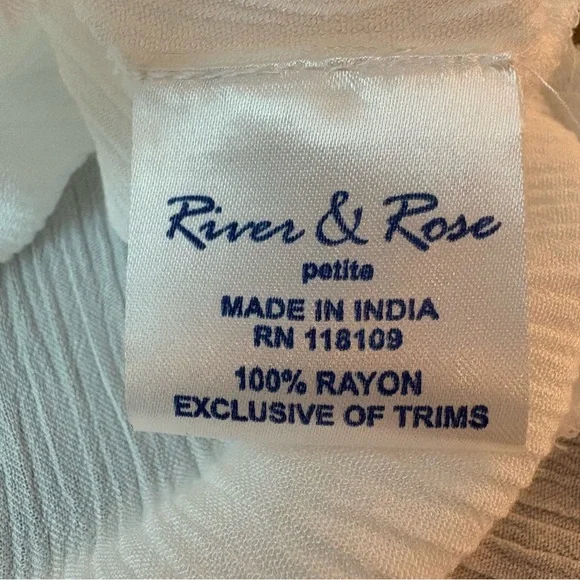 River & Rose
petite
MADE IN INDIA
RN 118109
100% RAYON
EXCLUSIVE OF TRIMS